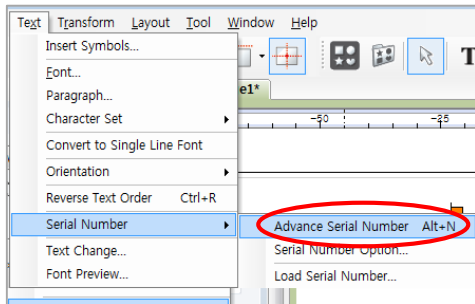 Text Transform Layout Tool Window Help
Insert Symbols...
Font...
Paragraph...
Character Set
Convert to Single Line Font
Orientation
Reverse Text Order Ctrl+R
Serial Number
Text Change...
Font Preview...
T
e1*
-50 -25
Advance Serial Number Alt+N
Serial Number Option...
Load Serial Number...